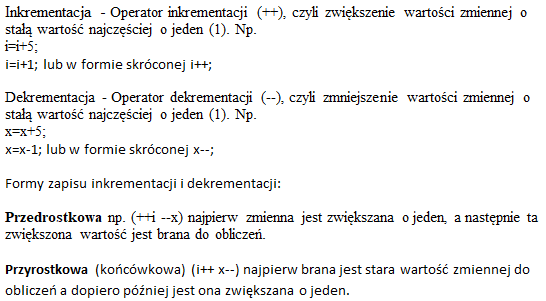 Inkrementacja - Operator inkrementacji (++), czyli zwiększenie wartości zmiennej o
stałą wartość najczęściej o jeden (1). Np.
i=i+5;
i=i+1; lub w formie skróconej i++;
Dekrementacja - Operator dekrementacji (--), czyli zmniejszenie wartości zmiennej o
stałą wartość najczęściej o jeden (1). Np.
x=x+5;
x=x-1; lub w formie skróconej x--;
Formy zapisu inkrementacji i dekrementacji:
Przedrostkowa np. (++i --x) najpierw zmienna jest zwiększana o jeden, a następnie ta
zwiększona wartość jest brana do obliczeń.
Przyrostkowa (końcówkowa) (i++ x--) najpierw brana jest stara wartość zmiennej do
obliczeń a dopiero później jest ona zwiększana o jeden.